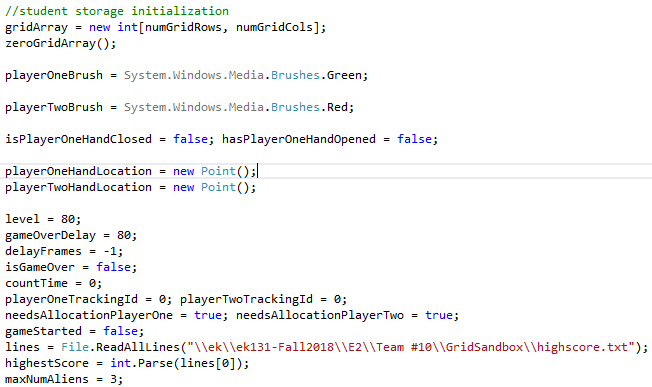 //student storage initialization
gridArray = new int[numGridRows, numGridCols];
zeroGridArray();
playerOneBrush = System.Windows.Media.Brushes.Green;
playerTwoBrush = System.Windows.Media.Brushes.Red;
isPlayerOneHandClosed = false; hasPlayerOneHandOpened = false;
playerOneHandLocation = new Point();
playerTwoHandLocation = new Point();
level = 80;
gameOverDelay = 80;
delayFrames = -1;
isGameOver = false;
countTime = 0;
playerOneTrackingId = 0; playerTwoTrackingId = 0;
needsAllocationPlayerOne = true; needsAllocationPlayerTwo = true;
gameStarted = false;
lines = File.ReadAllLines("\\ek\\ek131-Fall2018\\E2\\Team #10\\GridSandbox\\highscore.txt");
highestScore = int.Parse(lines[0]);
maxNumAliens = 3;